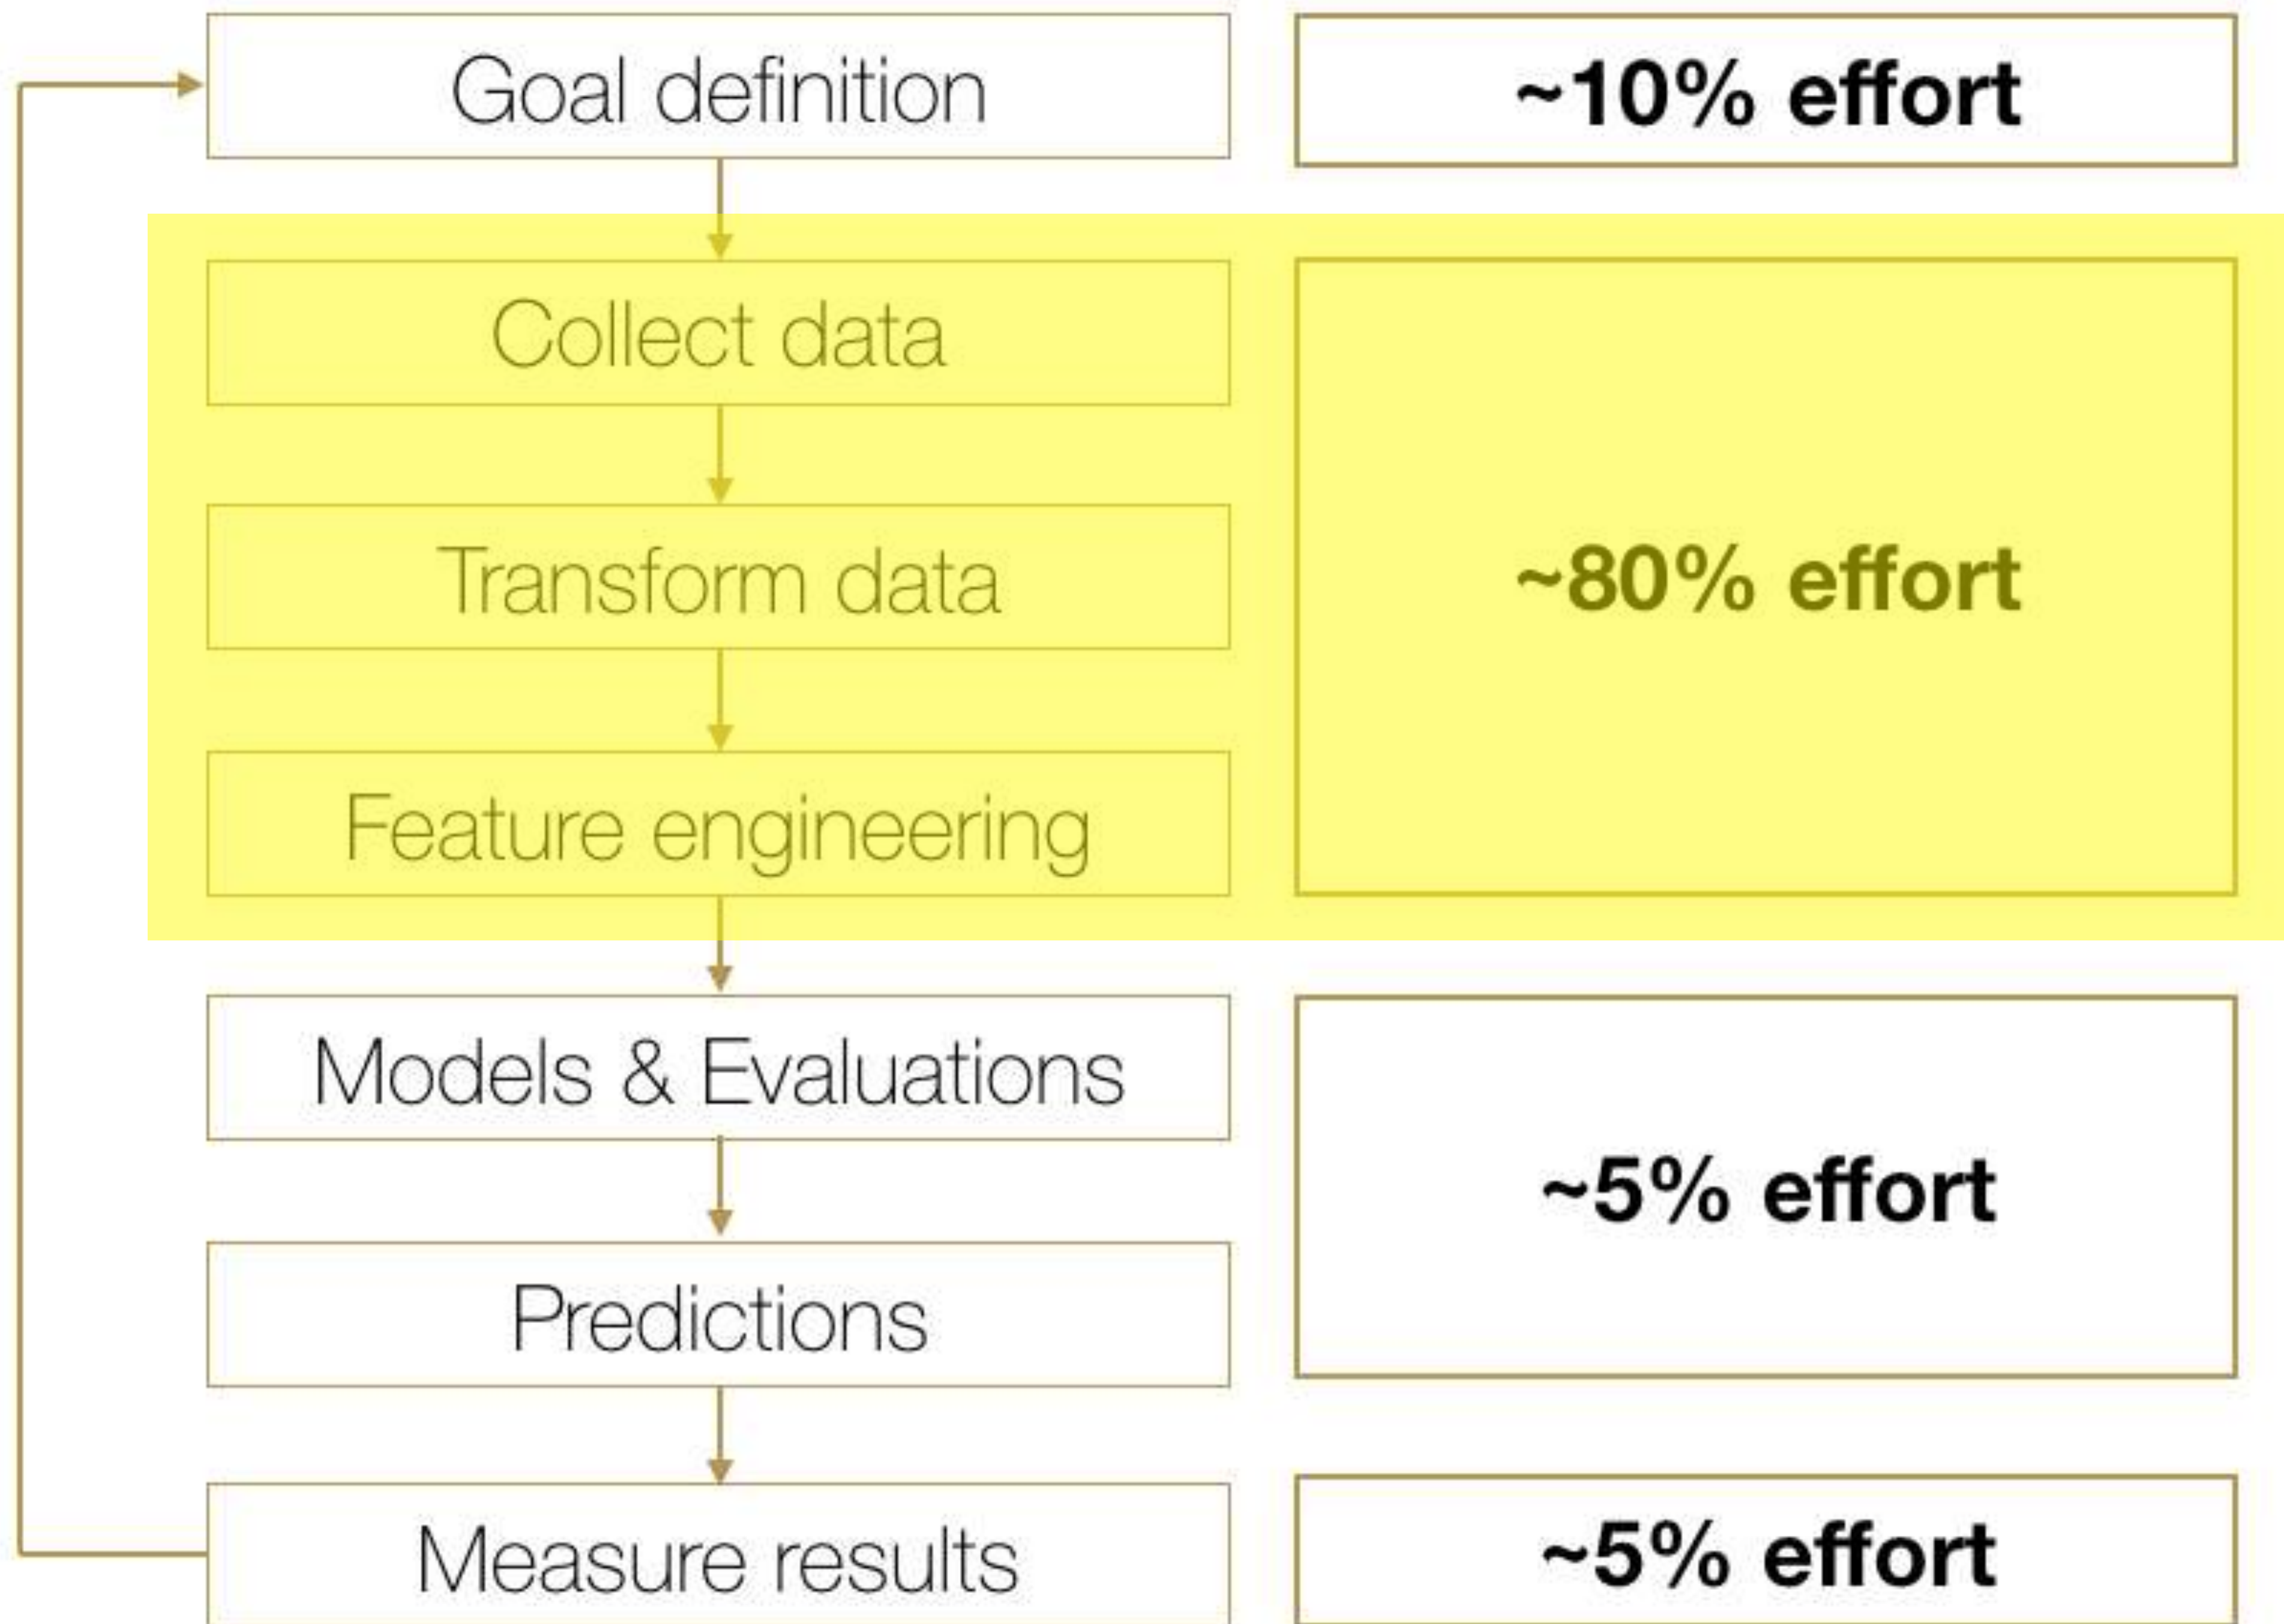 Goal definition
~10% effort
Collect data
Transform data
~80% effort
Feature engineering
Models & Evaluations
~5% effort
Predictions
Measure results
~5% effort